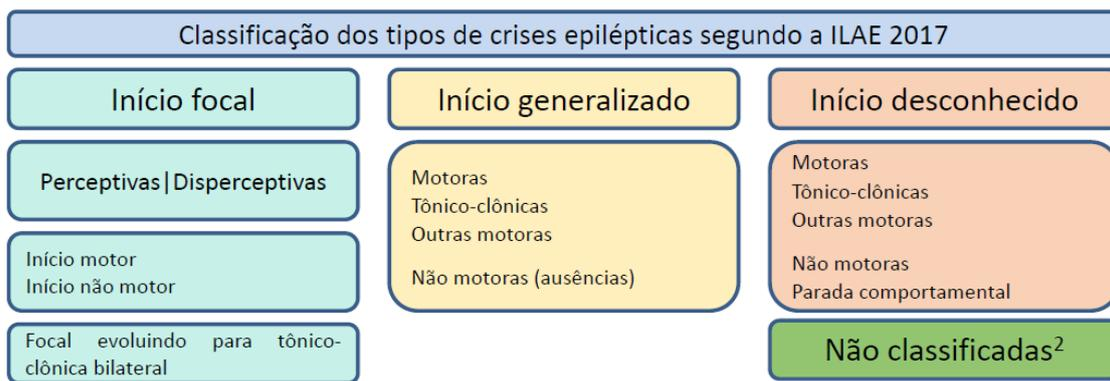 Classificação dos tipos de crises epilépticas segundo a ILAE 2017
Início focal
Perceptivas|Disperceptivas
Início motor
Início não motor
Focal evoluindo para tônico-
clônica bilateral
Início generalizado
Motoras
Tônico-clônicas
Outras motoras
Não motoras (ausências)
Início desconhecido
Motoras
Tônico-clônicas
Outras motoras
Não motoras
Parada comportamental
Não classificadas²